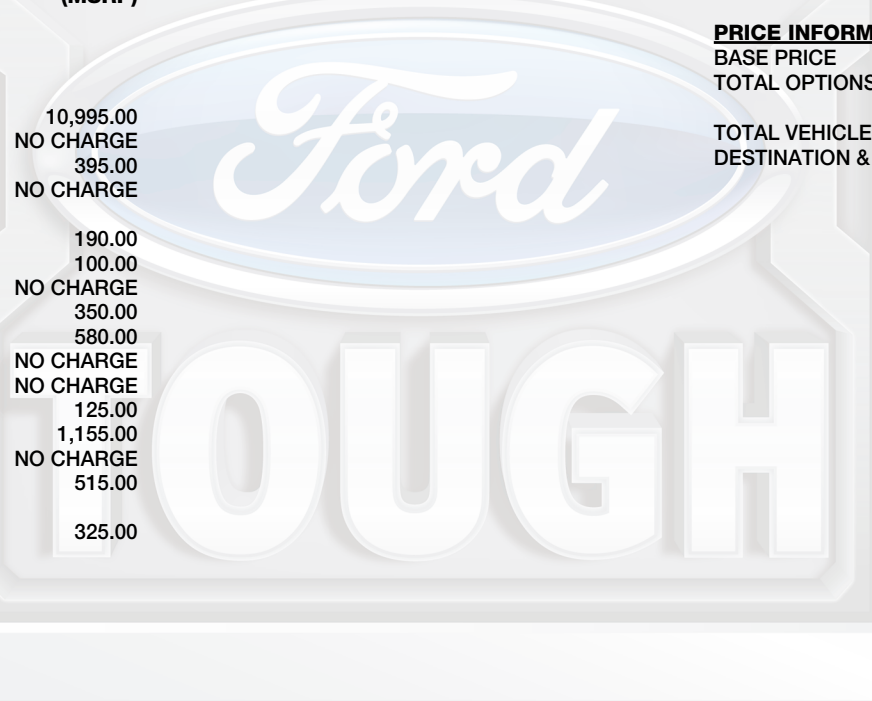 (MSRP)
10,995.00
NO CHARGE
395.00
NO CHARGE
190.00
100.00
NO CHARGE
350.00
580.00
NO CHARGE
NO CHARGE
125.00
1,155.00
NO CHARGE
515.00
325.00
PRICE INFORM
BASE PRICE
TOTAL OPTIONS
TOTAL VEHICLE
DESTINATION &
Ford
TOUGH